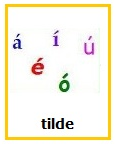 á í ú
é ó
tilde